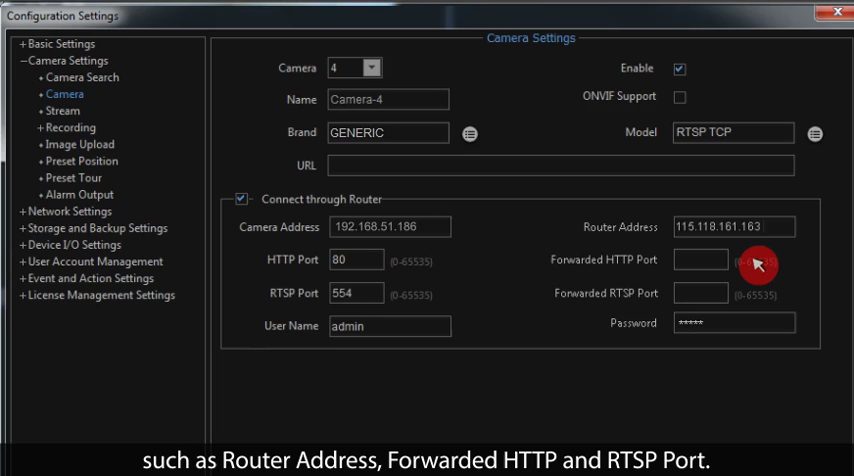 Configuration Settings
Basic Settings
Camera Settings
Camera Search
Camera
Stream
Recording
Image Upload
Preset Position
Preset Tour
Alarm Output
Network Settings
Storage and Backup Settings
Device I/O Settings
User Account Management
Event and Action Settings
License Management Settings
Camera Settings
Camera 4 Enable
Name Camera-4 ONVIF Support
Brand GENERIC Model RTSP TCP
URL
Connect through Router
Camera Address 192.168.51.186 Router Address 115.118.161.163
HTTP Port 80 (0-65535) Forwarded HTTP Port
RTSP Port 554 (0-65535) Forwarded RTSP Port (0-65535)
User Name admin Password *****
such as Router Address, Forwarded HTTP and RTSP Port.